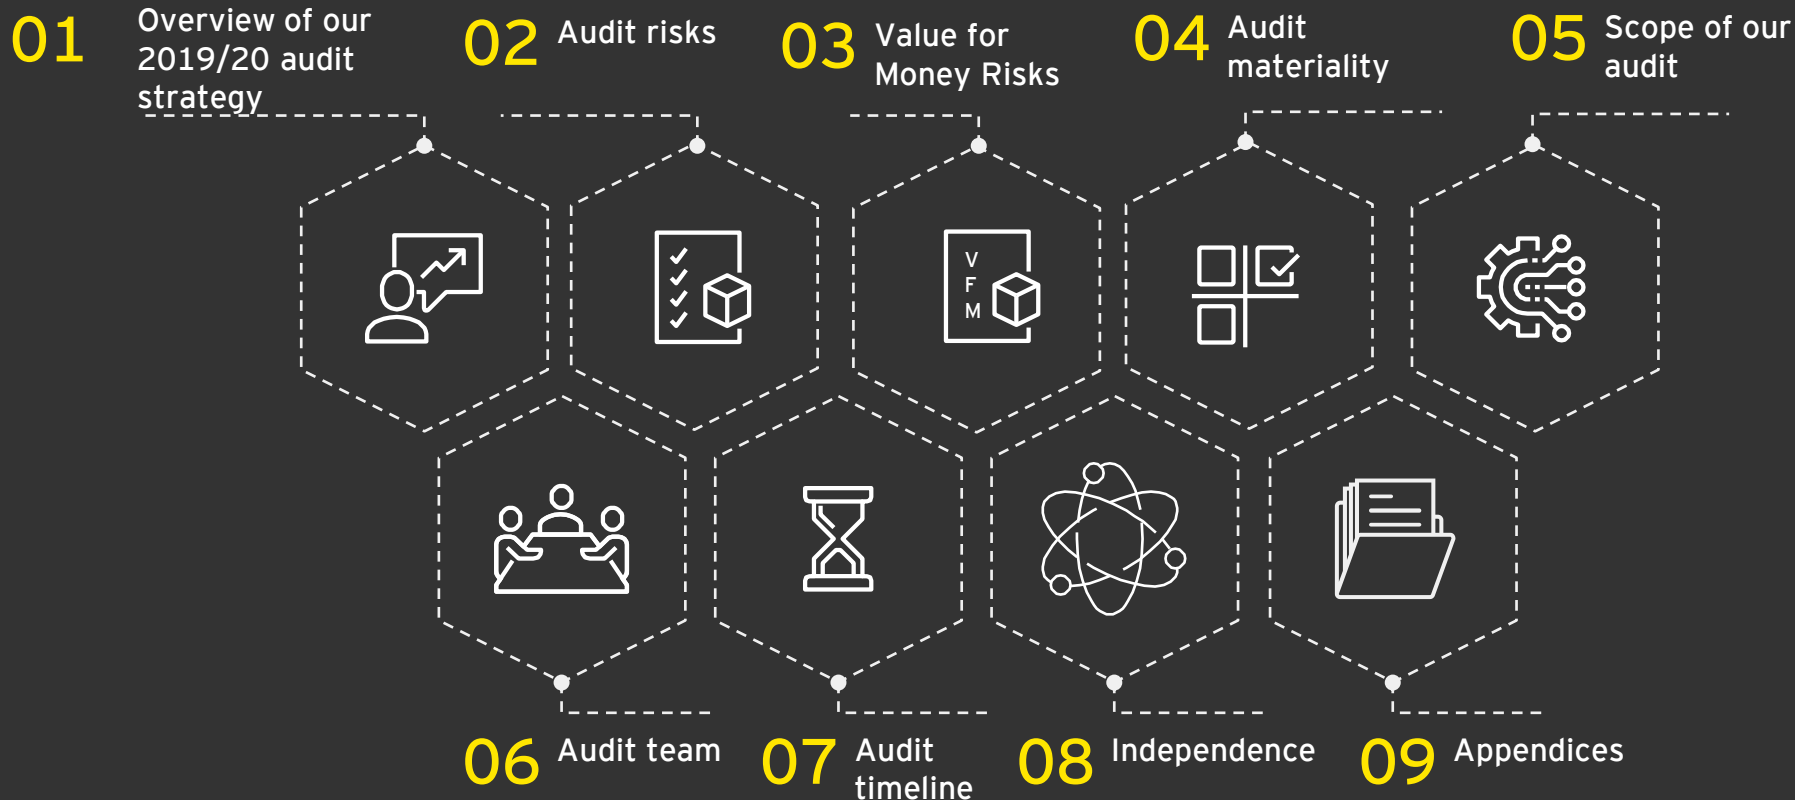 01 Overview of our
2019/20 audit
strategy
02 Audit risks
03 Value for
Money Risks
04 Audit
materiality
05 Scope of our
audit
V
F
M
06 Audit team
07 Audit
timeline
08 Independence
09 Appendices